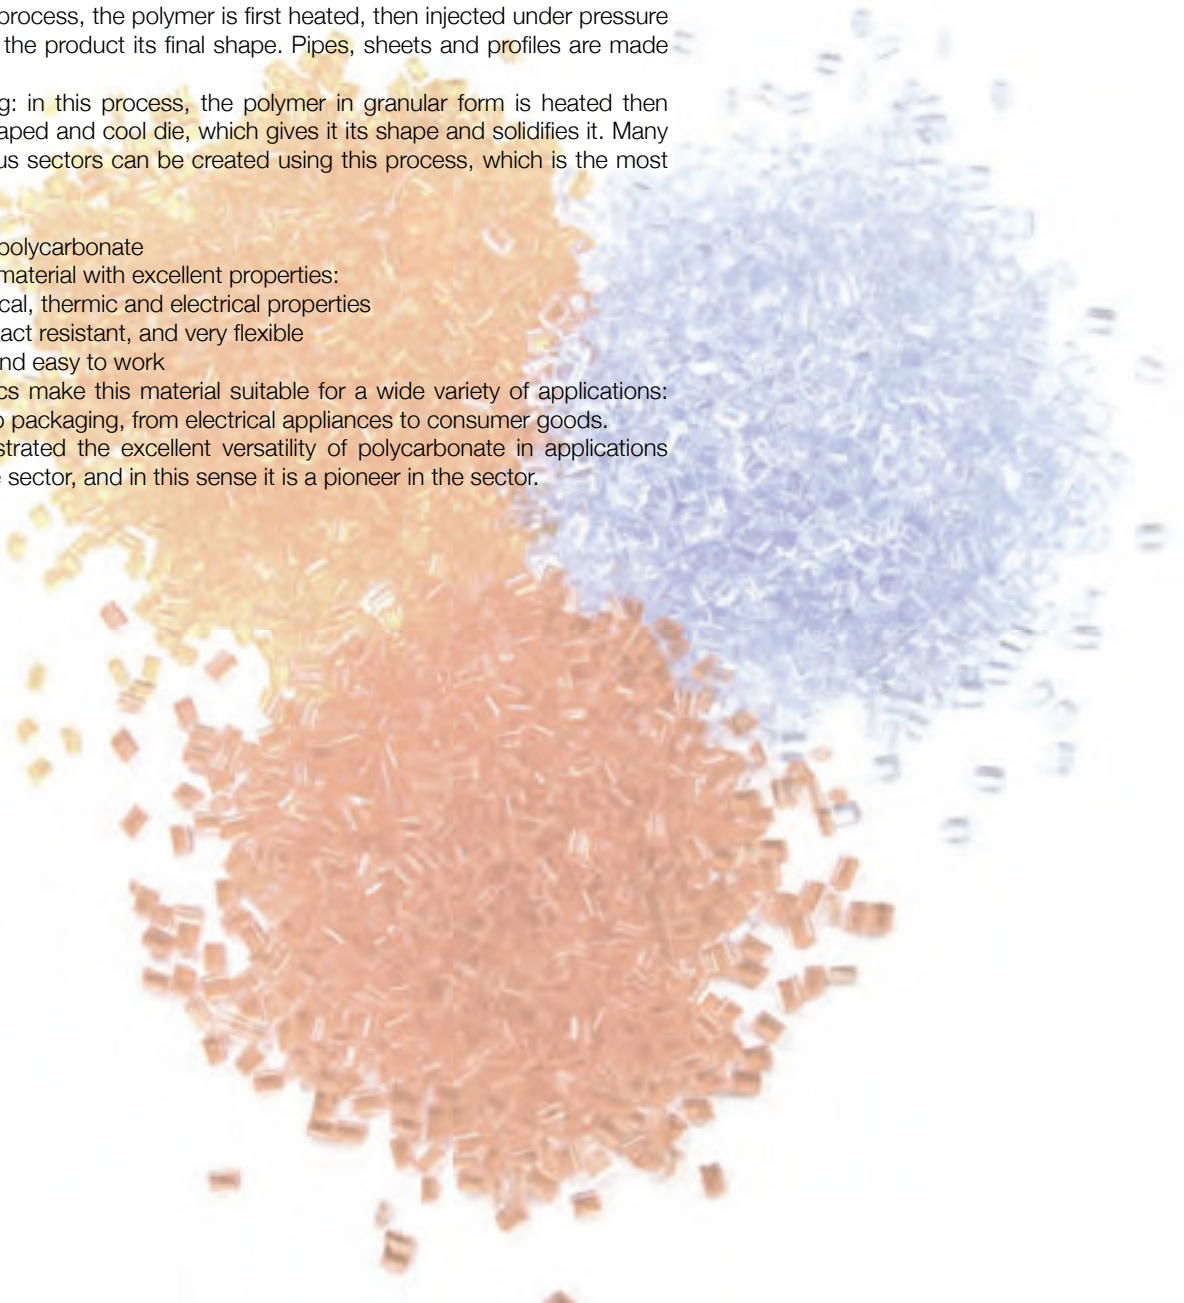 process, the polymer is first heated, then injected under pressure
the product its final shape. Pipes, sheets and profiles are made
g: in this process, the polymer in granular form is heated then
aped and cool die, which gives it its shape and solidifies it. Many
us sectors can be created using this process, which is the most
polycarbonate
material with excellent properties:
cal, thermic and electrical properties
act resistant, and very flexible
nd easy to work
cs make this material suitable for a wide variety of applications:
o packaging, from electrical appliances to consumer goods.
strated the excellent versatility of polycarbonate in applications
e sector, and in this sense it is a pioneer in the sector.